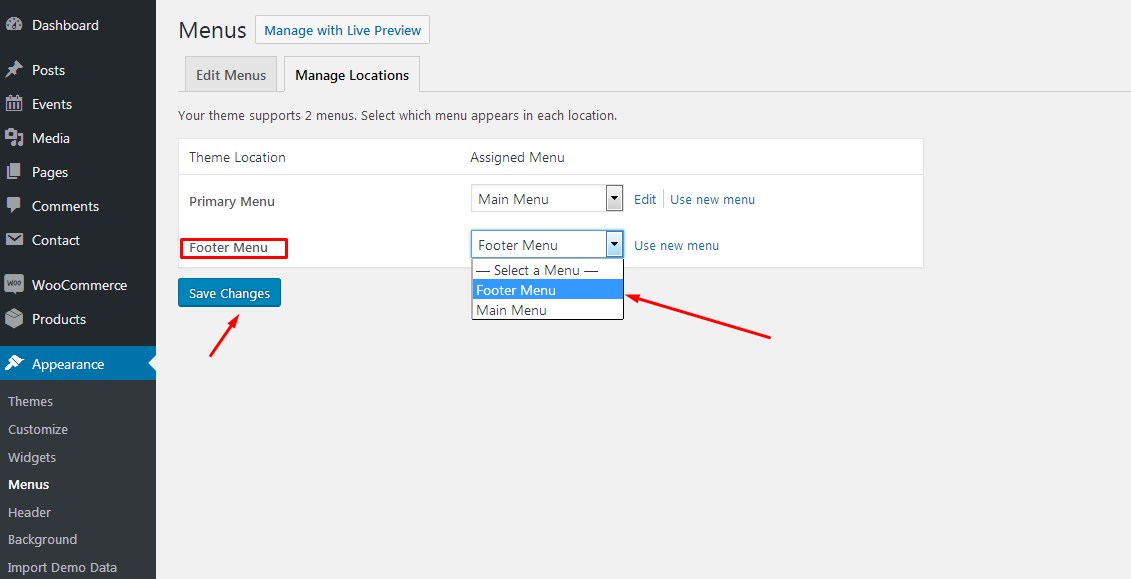 Dashboard
Posts
Events
Media
Pages
Comments
Contact
WOO
WooCommerce
Products
Appearance
Themes
Customize
Widgets
Menus
Header
Background
Import Demo Data
Menus Manage with Live Preview
Edit Menus Manage Locations
Your theme supports 2 menus. Select which menu appears in each location.
Theme Location Assigned Menu
Primary Menu Main Menu Edit Use new menu
Footer Menu Footer Menu Use new menu
— Select a Menu —
Footer Menu
Main Menu
Save Changes